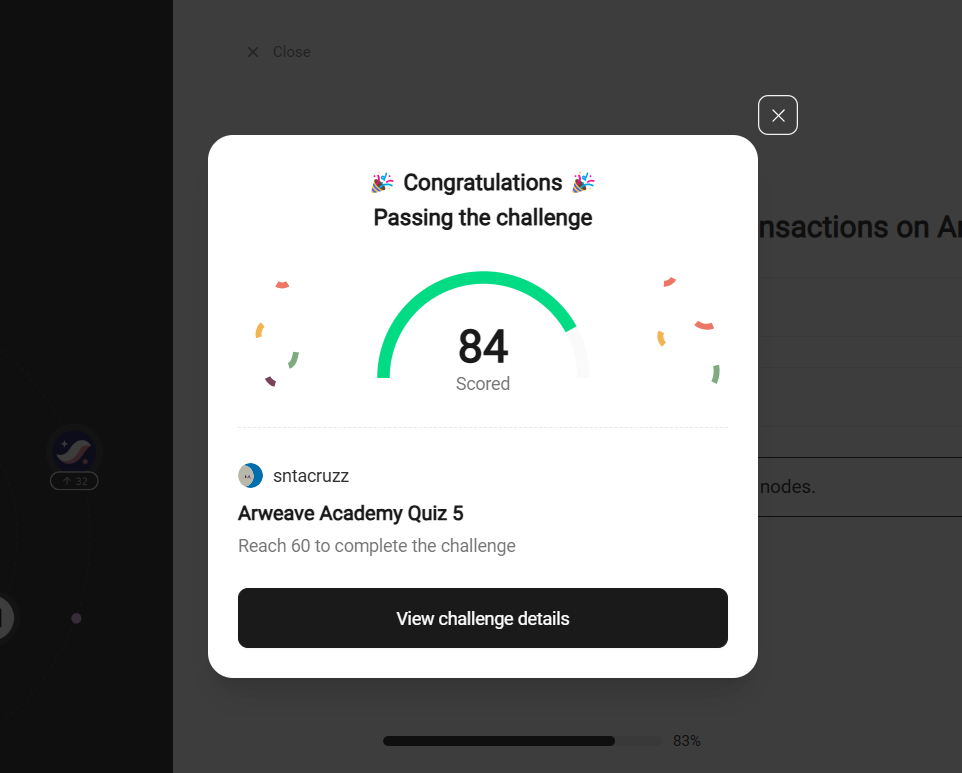 Close
Congratulations
Passing the challenge
nsactions on Ar
84
Scored
↑ 32
sntacruzz
nodes.
Arweave Academy Quiz 5
Reach 60 to complete the challenge
View challenge details
83%